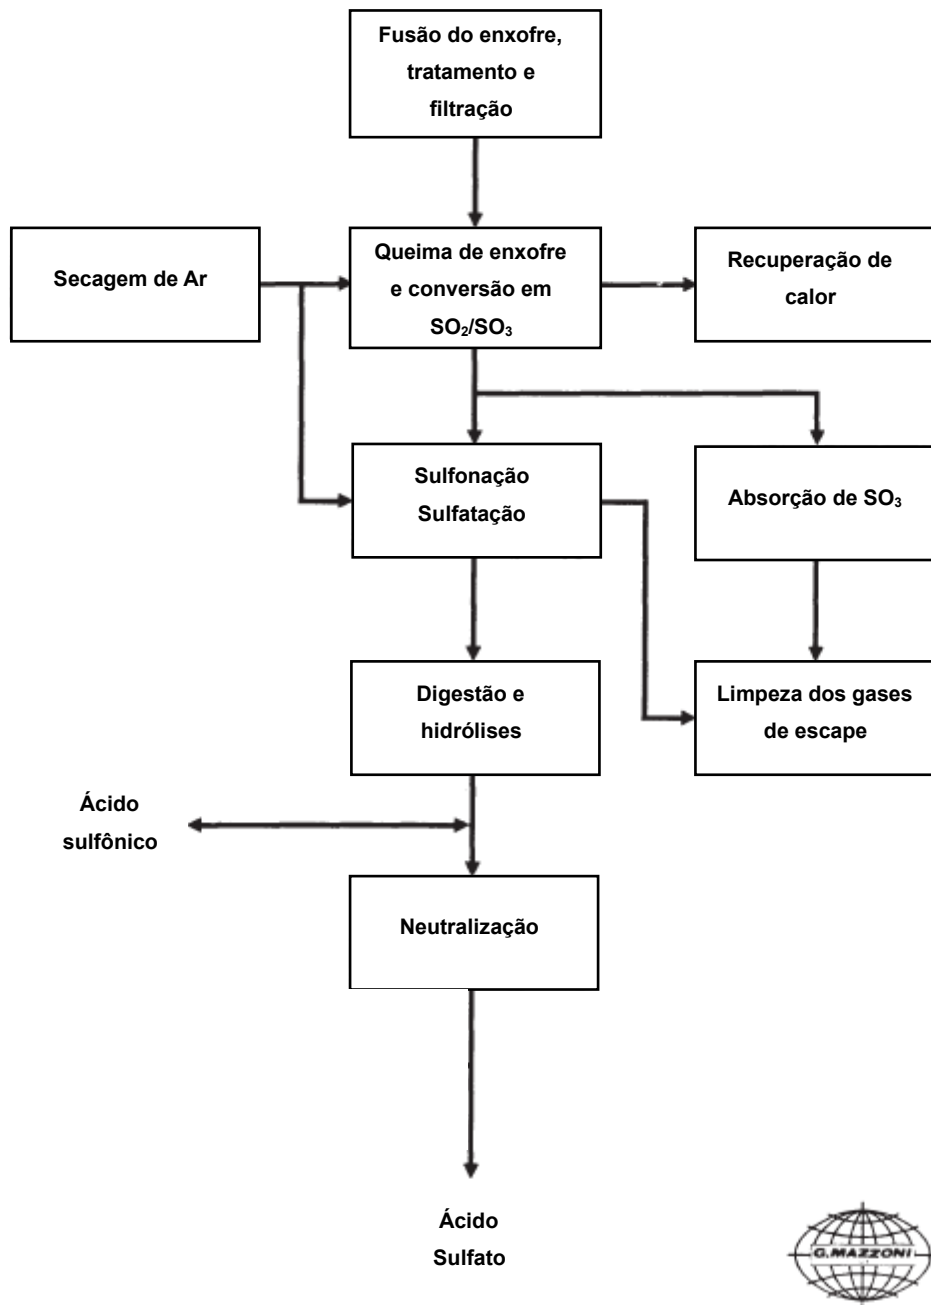 Fusão do enxofre,
tratamento e
filtração
Secagem de Ar
Queima de enxofre
e conversão em
SO₂/SO₃
Recuperação de
calor
Sulfonação
Sulfatação
Absorção de SO₃
Digestão e
hidrólises
Limpeza dos gases
de escape
Ácido
sulfônico
Neutralização
Ácido
Sulfato
G.MAZZONI